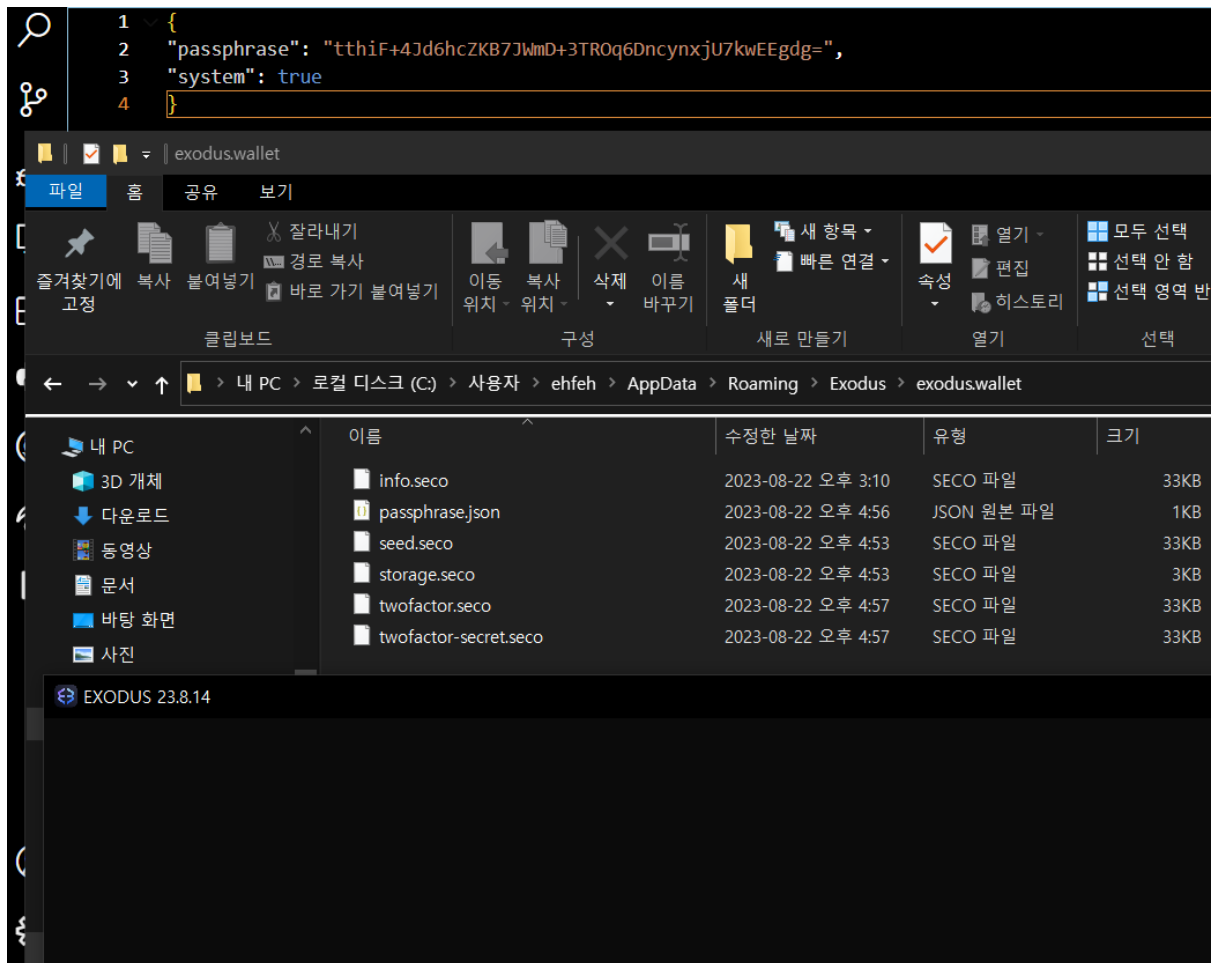 1 {
2 "passphrase": "tthiF+4Jd6hcZKB7JWmD+3TROq6DncynxjU7kwEEgdg=",
3 "system": true
4 }
exodus.wallet
파일 홈 공유 보기
즐겨찾기에 고정
복사
붙여넣기
잘라내기
경로 복사
바로 가기 붙여넣기
클립보드
이동 위치
복사 위치
삭제
이름 바꾸기
구성
새 폴더
새 항목
빠른 연결
새로 만들기
속성
열기
편집
히스토리
열기
모두 선택
선택 안 함
선택 영역 반
선택
내 PC > 로컬 디스크 (C:) > 사용자 > ehfeh > AppData > Roaming > Exodus > exodus.wallet
내 PC
3D 개체
다운로드
동영상
문서
바탕 화면
사진
이름 수정한 날짜 유형 크기
info.seco 2023-08-22 오후 3:10 SECO 파일 33KB
passphrase.json 2023-08-22 오후 4:56 JSON 원본 파일 1KB
seed.seco 2023-08-22 오후 4:53 SECO 파일 33KB
storage.seco 2023-08-22 오후 4:53 SECO 파일 3KB
twofactor.seco 2023-08-22 오후 4:57 SECO 파일 33KB
twofactor-secret.seco 2023-08-22 오후 4:57 SECO 파일 33KB
EXODUS 23.8.14